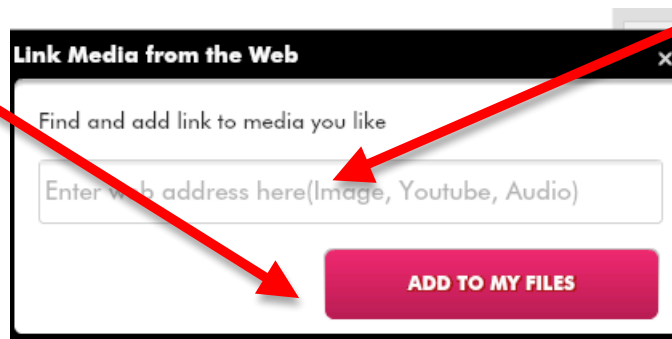 Link Media from the Web
×
Find and add link to media you like
Enter web address here(Image, Youtube, Audio)
ADD TO MY FILES